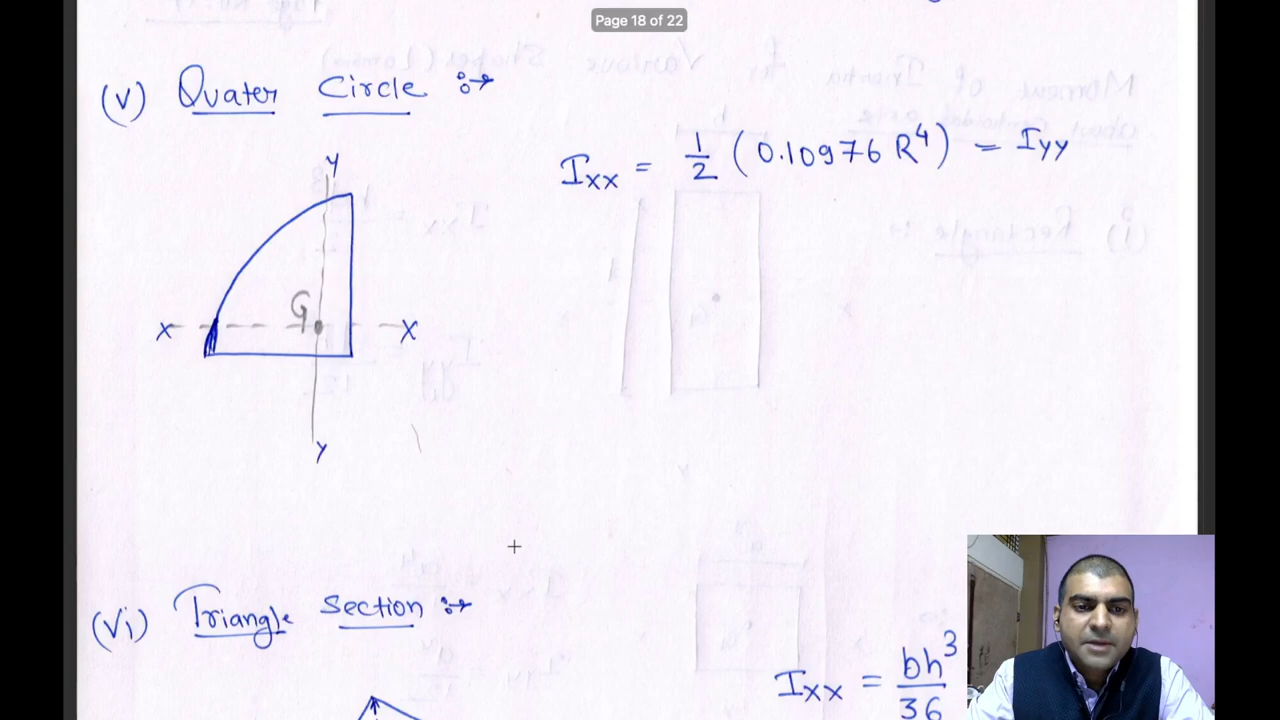 Page 18 of 22
(v) Quater Circle :→
Ixx = 1/2 (0.10976 R⁴) = Iyy
y
G
x
x
y
(vi) Triangle section :→
Ixx = bh³/36